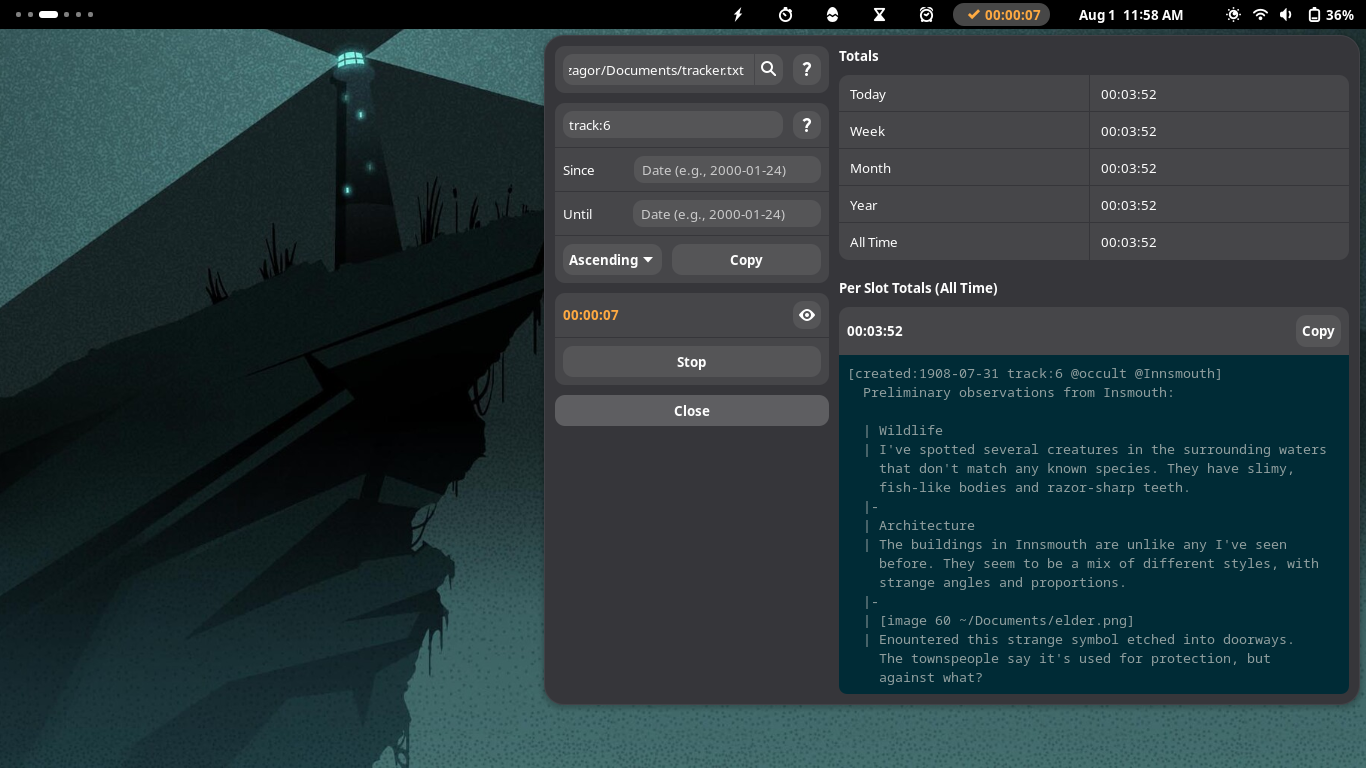 00:00:07
Aug 1 11:58 AM
36%
zagor/Documents/tracker.txt
?
track:6
?
Since
Date (e.g., 2000-01-24)
Until
Date (e.g., 2000-01-24)
Ascending
Copy
00:00:07
Stop
Close
Totals
Today 00:03:52
Week 00:03:52
Month 00:03:52
Year 00:03:52
All Time 00:03:52
Per Slot Totals (All Time)
00:03:52
Copy
[created:1908-07-31 track:6 @occult @Innsmouth]
Preliminary observations from Insmouth:
| Wildlife
| I've spotted several creatures in the surrounding waters
that don't match any known species. They have slimy,
fish-like bodies and razor-sharp teeth.
|-
| Architecture
| The buildings in Innsmouth are unlike any I've seen
before. They seem to be a mix of different styles, with
strange angles and proportions.
|-
| [image 60 ~/Documents/elder.png]
| Enountered this strange symbol etched into doorways.
The townspeople say it's used for protection, but
against what?